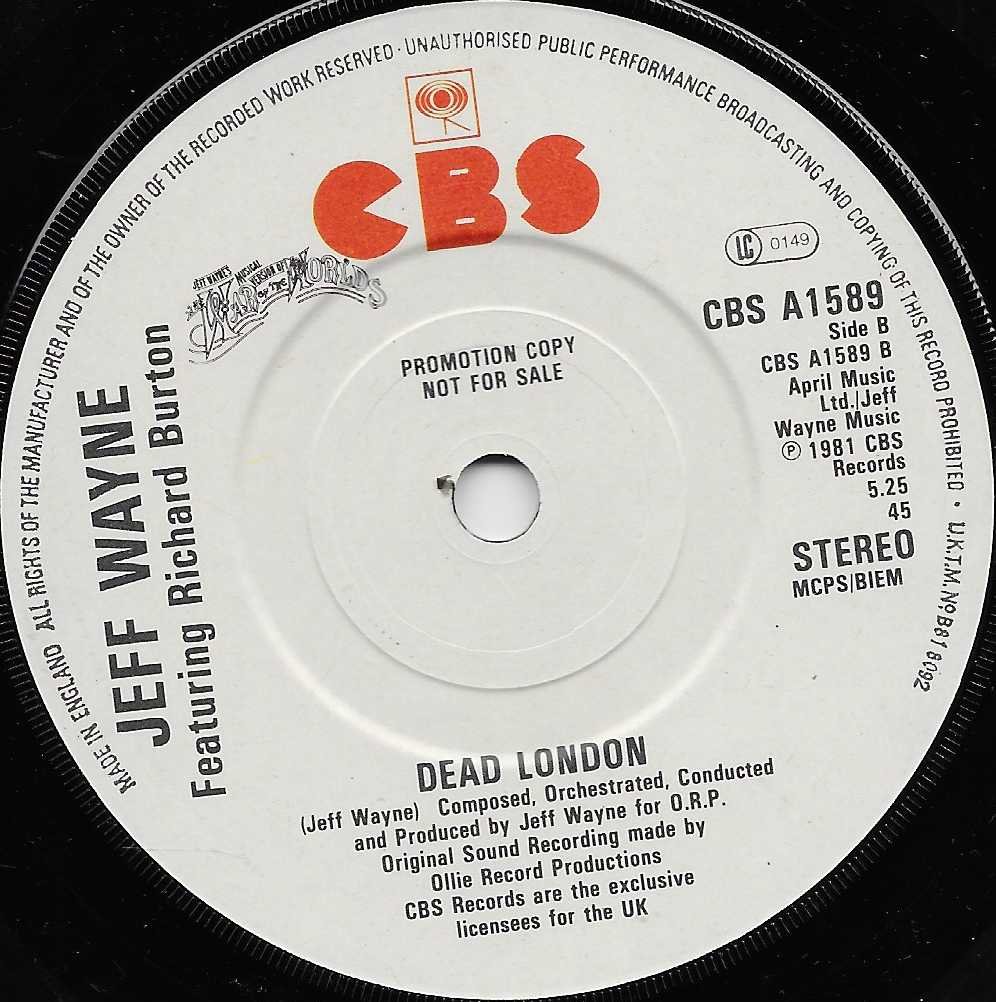 MADE IN ENGLAND ALL RIGHTS OF THE MANUFACTURER AND OF THE OWNER OF THE RECORDED WORK RESERVED · UNAUTHORISED PUBLIC PERFORMANCE BROADCASTING AND COPYING OF THIS RECORD PROHIBITED · U.K.T.M. Nº B818092
CBS
JEFF WAYNE'S
MUSICAL
VERSION OF
THE WAR OF THE WORLDS
LC 0149
JEFF WAYNE
Featuring Richard Burton
PROMOTION COPY
NOT FOR SALE
CBS A1589
Side B
CBS A1589 B
April Music
Ltd./Jeff
Wayne Music
℗ 1981 CBS
Records
5.25
45
STEREO
MCPS/BIEM
DEAD LONDON
(Jeff Wayne) Composed, Orchestrated, Conducted
and Produced by Jeff Wayne for O.R.P.
Original Sound Recording made by
Ollie Record Productions
CBS Records are the exclusive
licensees for the UK